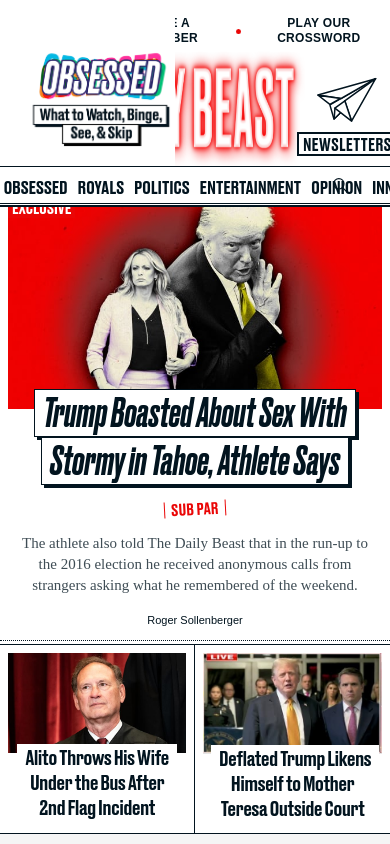 E A
BER
PLAY OUR
CROSSWORD
OBSESSED
What to Watch, Binge,
See, & Skip
Y BEAST
NEWSLETTERS
OBSESSED ROYALS POLITICS ENTERTAINMENT OPINION INN
EXCLUSIVE
Trump Boasted About Sex With
Stormy in Tahoe, Athlete Says
SUB PAR
The athlete also told The Daily Beast that in the run-up to
the 2016 election he received anonymous calls from
strangers asking what he remembered of the weekend.
Roger Sollenberger
Alito Throws His Wife
Under the Bus After
2nd Flag Incident
LIVE
Deflated Trump Likens
Himself to Mother
Teresa Outside Court